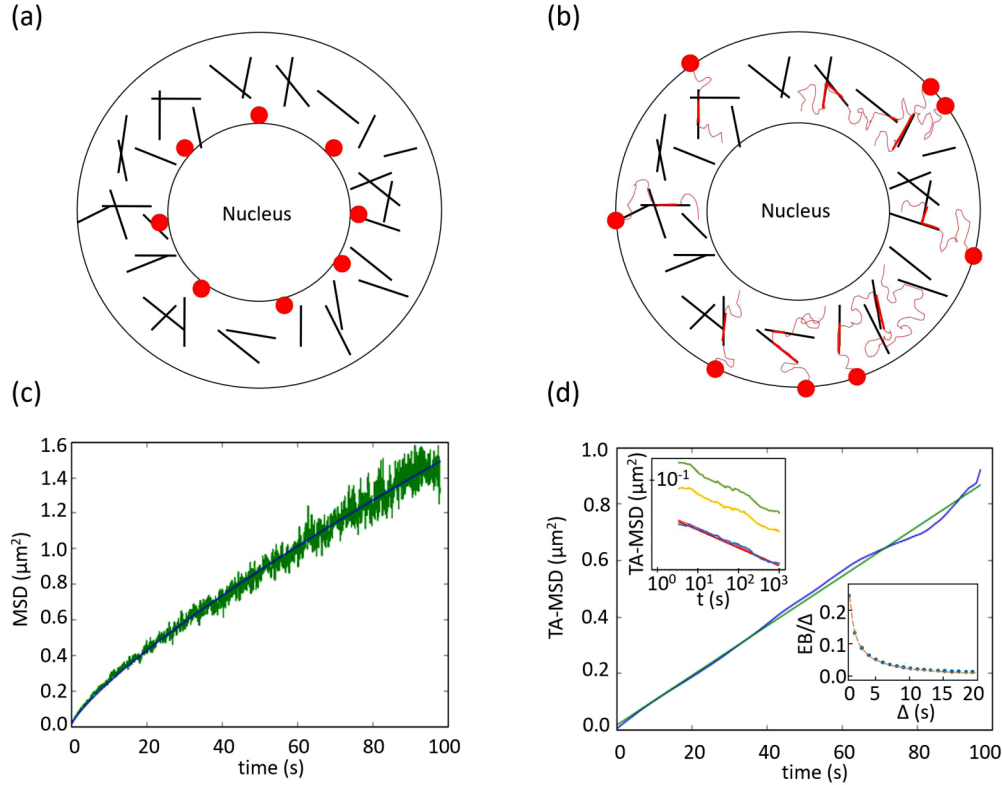 (a)
(b)
Nucleus
Nucleus
(c)
(d)
MSD (μm²)
1.6
1.4
1.2
1.0
0.8
0.6
0.4
0.2
0.0
0 20 40 60 80 100
time (s)
TA-MSD (μm²)
1.0
0.8
0.6
0.4
0.2
0.0
0 20 40 60 80 100
time (s)
TA-MSD (μm²)
10⁻¹
10⁰ 10¹ 10² 10³
t (s)
EB/Δ
0.2
0.1
0.0
0 5 10 15 20
Δ (s)